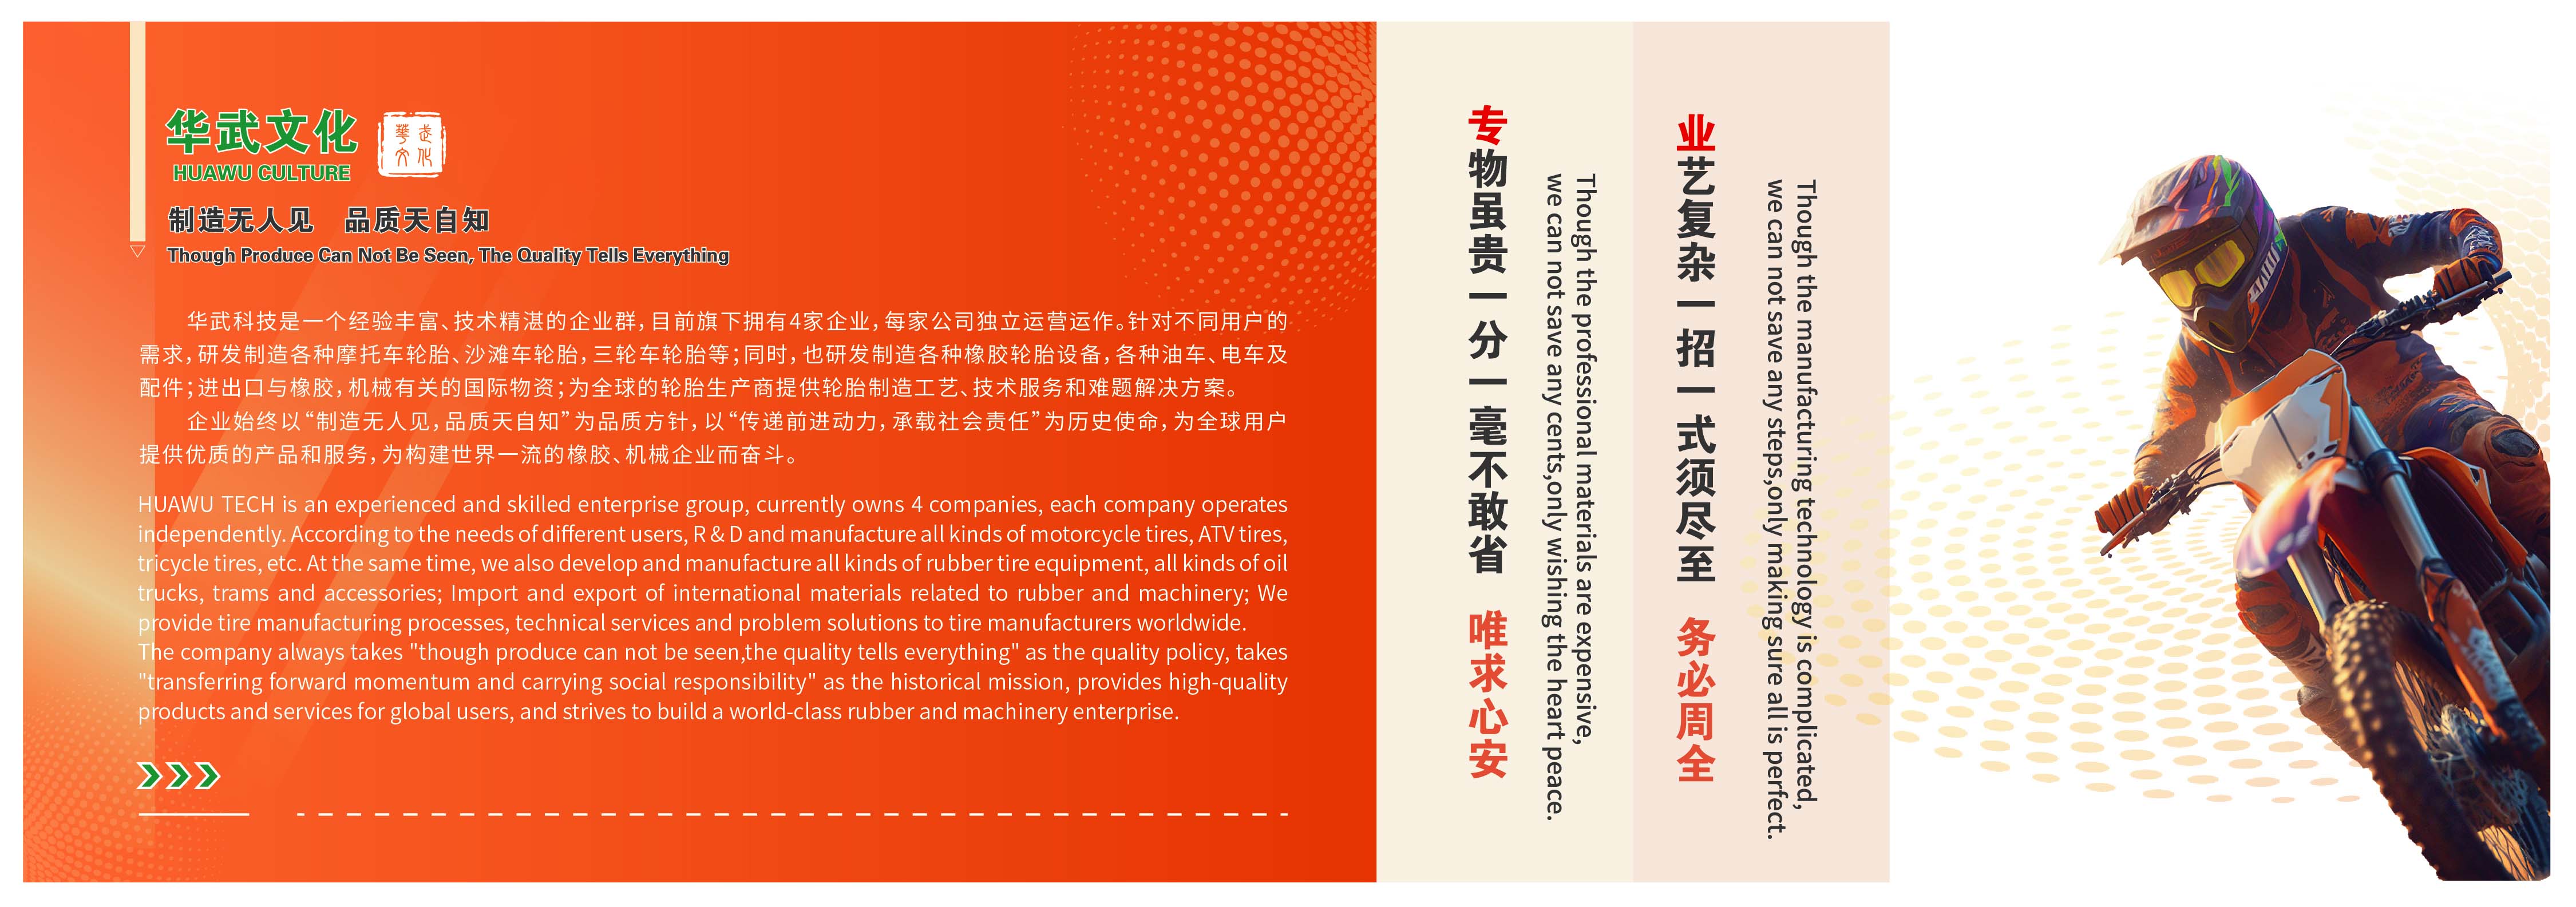 华武文化
華武文化
HUAWU CULTURE
制造无人见 品质天自知
Though Produce Can Not Be Seen, The Quality Tells Everything
华武科技是一个经验丰富、技术精湛的企业群，目前旗下拥有4家企业，每家公司独立运营运作。针对不同用户的
需求，研发制造各种摩托车轮胎、沙滩车轮胎，三轮车轮胎等；同时，也研发制造各种橡胶轮胎设备，各种油车、电车及
配件；进出口与橡胶，机械有关的国际物资；为全球的轮胎生产商提供轮胎制造工艺、技术服务和难题解决方案。
企业始终以“制造无人见，品质天自知”为品质方针，以“传递前进动力，承载社会责任”为历史使命，为全球用户
提供优质的产品和服务，为构建世界一流的橡胶、机械企业而奋斗。
HUAWU TECH is an experienced and skilled enterprise group, currently owns 4 companies, each company operates
independently. According to the needs of different users, R & D and manufacture all kinds of motorcycle tires, ATV tires,
tricycle tires, etc. At the same time, we also develop and manufacture all kinds of rubber tire equipment, all kinds of oil
trucks, trams and accessories; Import and export of international materials related to rubber and machinery; We
provide tire manufacturing processes, technical services and problem solutions to tire manufacturers worldwide.
The company always takes "though produce can not be seen,the quality tells everything" as the quality policy, takes
"transferring forward momentum and carrying social responsibility" as the historical mission, provides high-quality
products and services for global users, and strives to build a world-class rubber and machinery enterprise.
专物虽贵一分一毫不敢省 唯求心安
Though the professional materials are expensive,
we can not save any cents,only wishing the heart peace.
业艺复杂一招一式须尽至 务必周全
Though the manufacturing technology is complicated,
we can not save any steps,only making sure all is perfect.